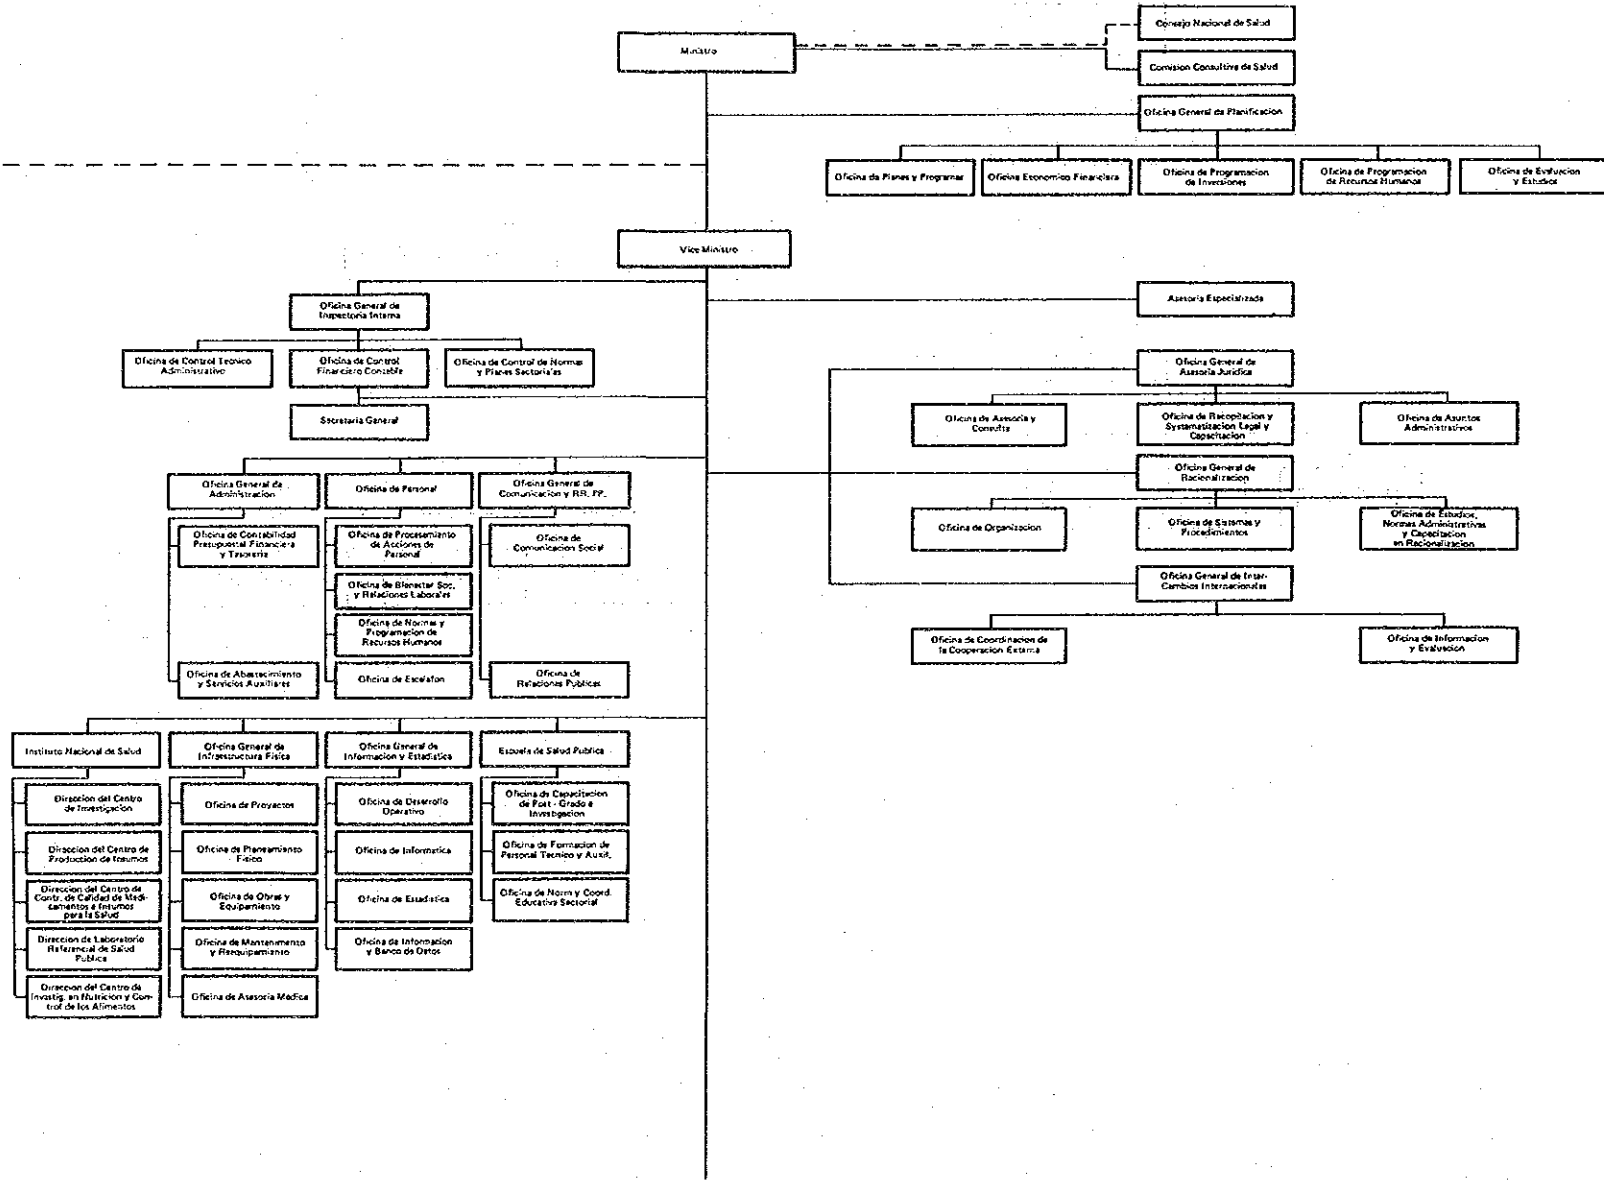 Consejo Nacional de Salud
Ministro
Comision Consultiva de Salud
Oficina General de Planificacion
Oficina de Planes y Programas
Oficina Economico Financiera
Oficina de Programacion
de Inversiones
Oficina de Programacion
de Recursos Humanos
Oficina de Evaluacion
y Estudios
Vice Ministro
Oficina General de
Inspectoria Interna
Asesoria Especializada
Oficina de Control Tecnico
Administrativo
Oficina de Control
Financiero Contable
Oficina de Control de Normas
y Planes Sectoriales
Secretaria General
Oficina General de
Asesoria Juridica
Oficina de Asesoria y
Consulta
Oficina de Recopilacion y
Systematizacion Legal y
Capacitacion
Oficina de Asuntos
Administrativos
Oficina General de
Administracion
Oficina de Personal
Oficina General de
Comunicacion y RR. PP.
Oficina General de
Racionalizacion
Oficina de Contabilidad
Presupuestal Financiera
y Tesoreria
Oficina de Procesamiento
de Acciones de
Personal
Oficina de
Comunicacion Social
Oficina de Organizacion
Oficina de Sistemas y
Procedimientos
Oficina de Estudios,
Normas Administrativas
y Capacitacion
en Racionalizacion
Oficina de Bienestar Soc.
y Relaciones Laborales
Oficina General de Inter-
Cambios Internacionales
Oficina de Normas y
Programacion de
Recursos Humanos
Oficina de Coordinacion de
la Cooperacion Externa
Oficina de Informacion
y Evaluacion
Oficina de Abastecimiento
y Servicios Auxiliares
Oficina de Escalafon
Oficina de
Relaciones Publicas
Instituto Nacional de Salud
Oficina General de
Infraestructura Fisica
Oficina General de
Informacion y Estadistica
Escuela de Salud Publica
Direccion del Centro
de Investigacion
Oficina de Proyectos
Oficina de Desarrollo
Operativo
Oficina de Capacitacion
de Post - Grado e
Investigacion
Direccion del Centro de
Produccion de Insumos
Oficina de Planeamiento
Fisico
Oficina de Informatica
Oficina de Formacion de
Personal Tecnico y Auxil.
Direccion del Centro de
Contr. de Calidad de Medi-
camentos e Insumos
para la Salud
Oficina de Obras y
Equipamiento
Oficina de Estadistica
Oficina de Norm y Coord.
Educativa Sectorial
Direccion de Laboratorio
Referencial de Salud
Publica
Oficina de Mantenimento
y Reequipamiento
Oficina de Informacion
y Banco de Datos
Direccion del Centro de
Investig. en Nutricion y Con-
trol de los Alimentos
Oficina de Asesoria Medica